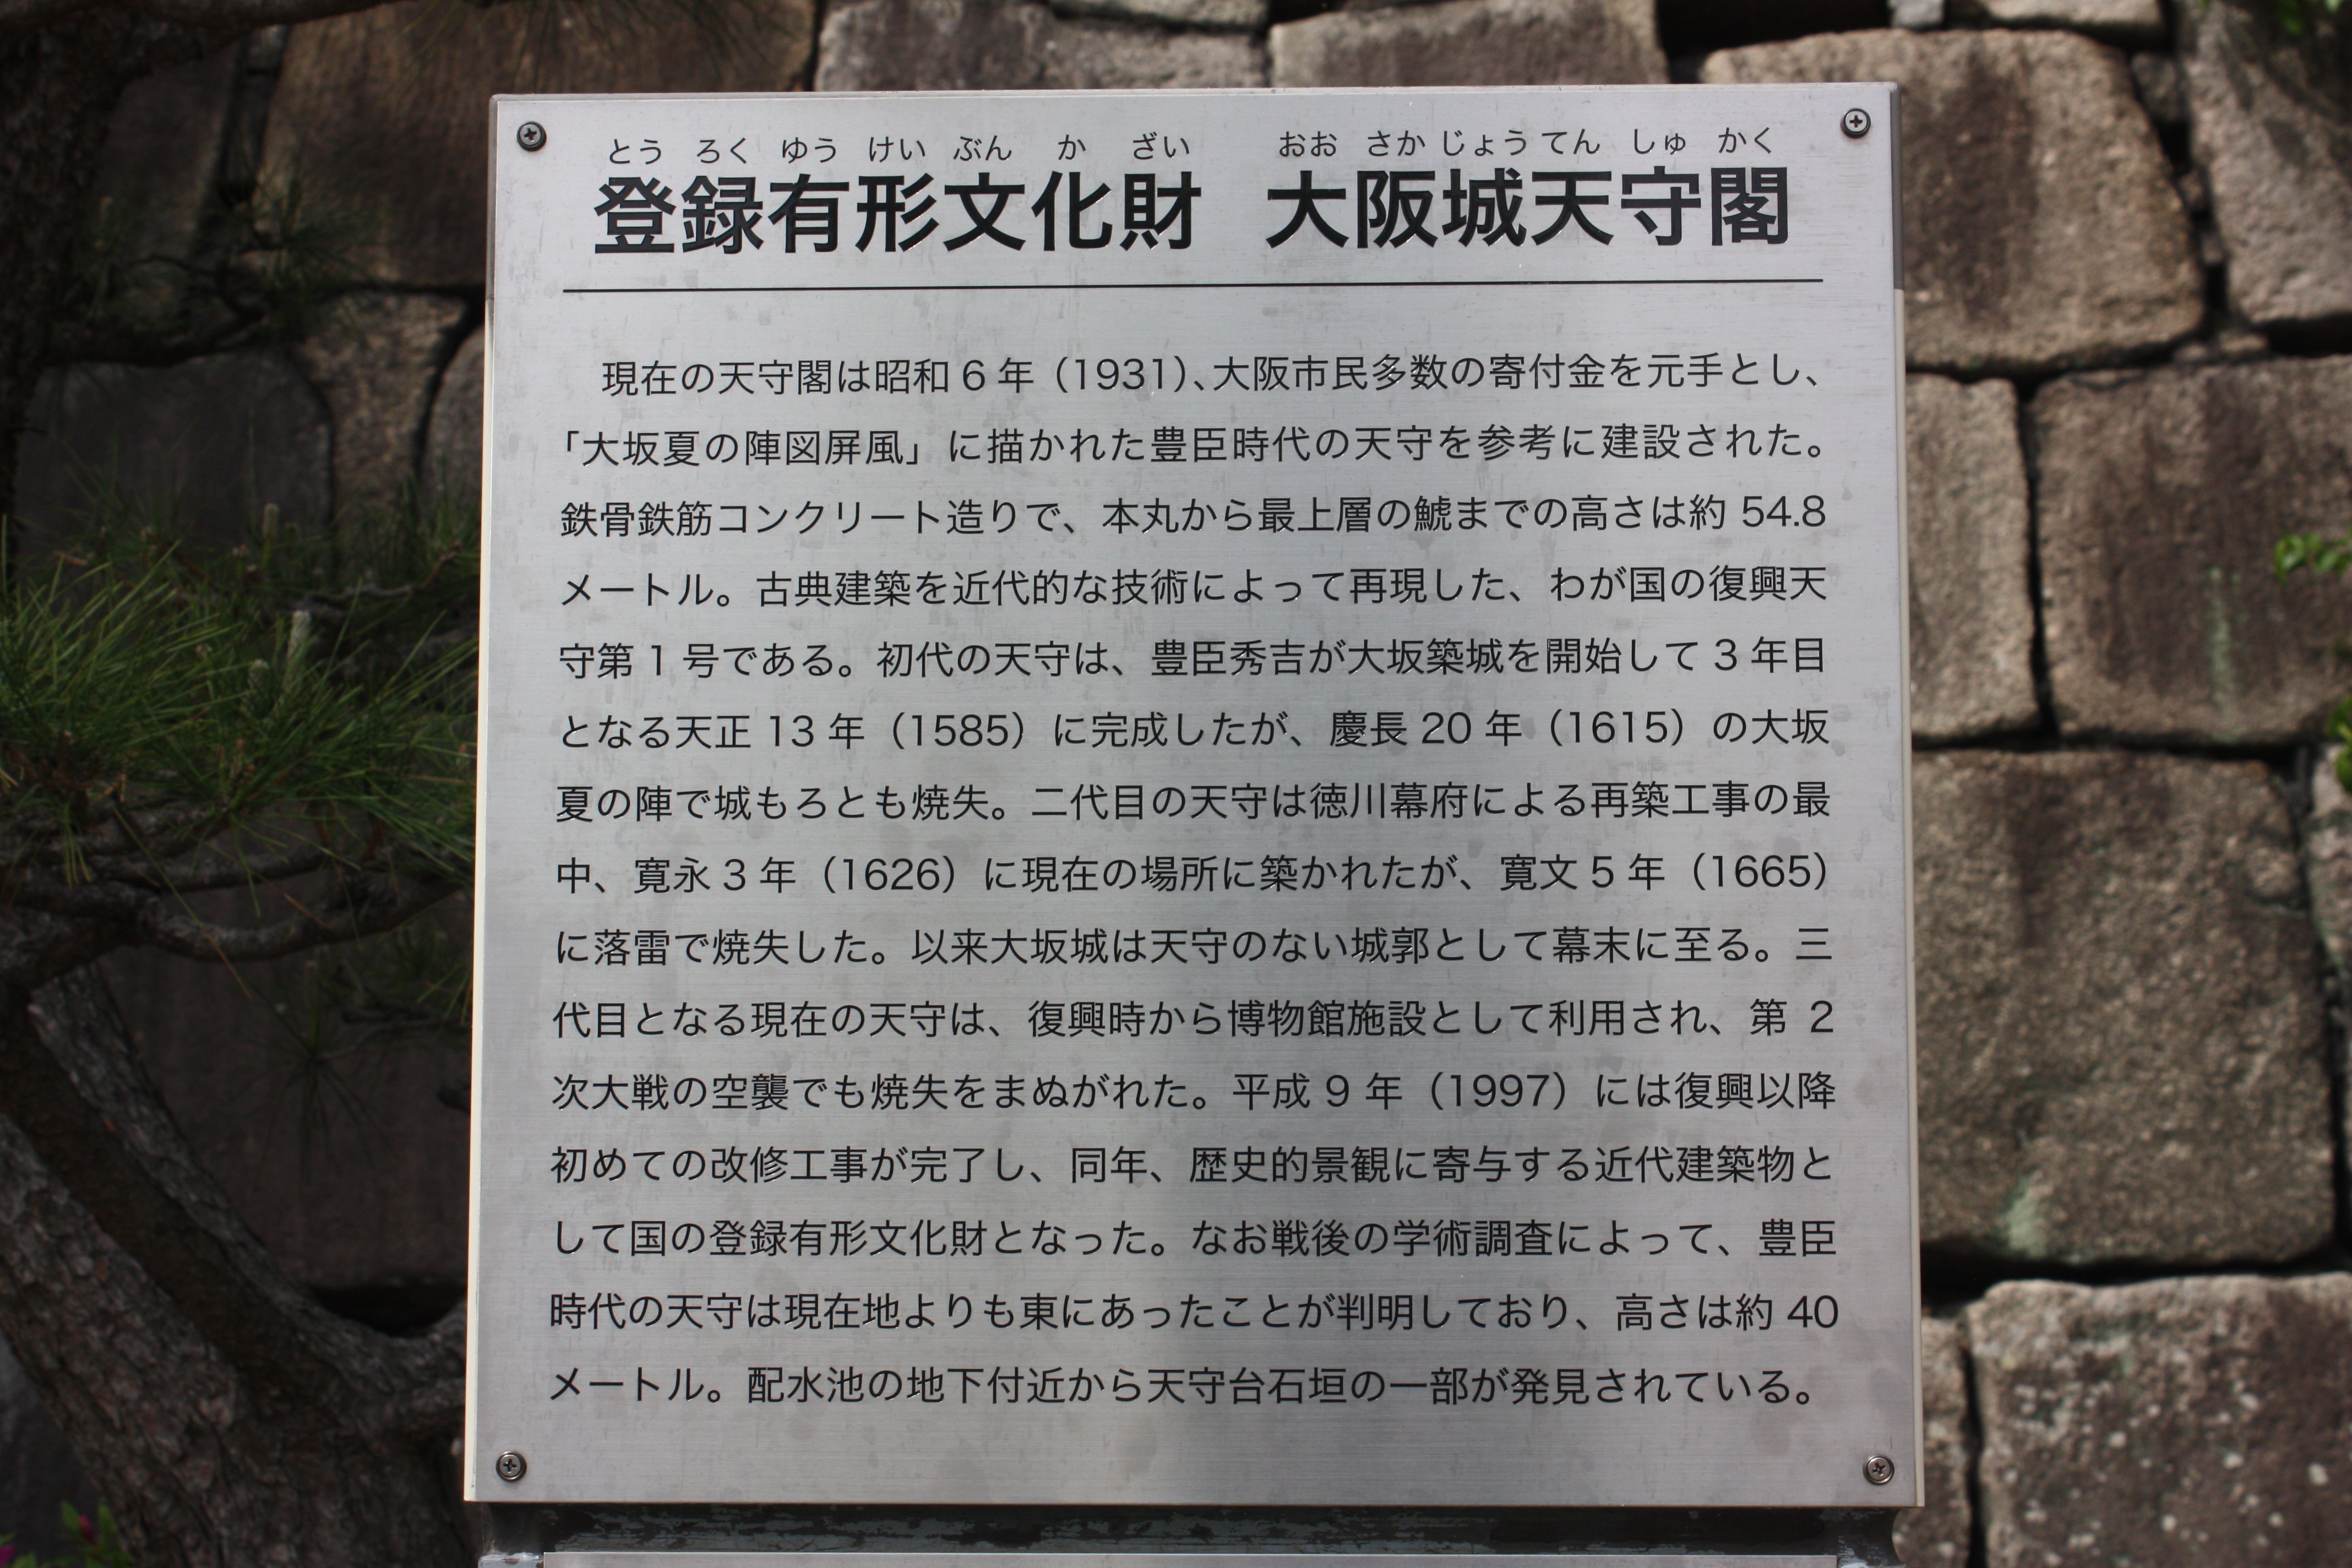 とう ろく ゆう けい ぶん か ざい おお さか じょう てん しゅ かく
登録有形文化財 大阪城天守閣
現在の天守閣は昭和 6 年（1931）、大阪市民多数の寄付金を元手とし、
「大坂夏の陣図屏風」に描かれた豊臣時代の天守を参考に建設された。
鉄骨鉄筋コンクリート造りで、本丸から最上層の鯱までの高さは約 54.8
メートル。古典建築を近代的な技術によって再現した、わが国の復興天
守第 1 号である。初代の天守は、豊臣秀吉が大坂築城を開始して 3 年目
となる天正 13 年（1585）に完成したが、慶長 20 年（1615）の大坂
夏の陣で城もろとも焼失。二代目の天守は徳川幕府による再築工事の最
中、寛永 3 年（1626）に現在の場所に築かれたが、寛文 5 年（1665）
に落雷で焼失した。以来大坂城は天守のない城郭として幕末に至る。三
代目となる現在の天守は、復興時から博物館施設として利用され、第 2
次大戦の空襲でも焼失をまぬがれた。平成 9 年（1997）には復興以降
初めての改修工事が完了し、同年、歴史的景観に寄与する近代建築物と
して国の登録有形文化財となった。なお戦後の学術調査によって、豊臣
時代の天守は現在地よりも東にあったことが判明しており、高さは約 40
メートル。配水池の地下付近から天守台石垣の一部が発見されている。